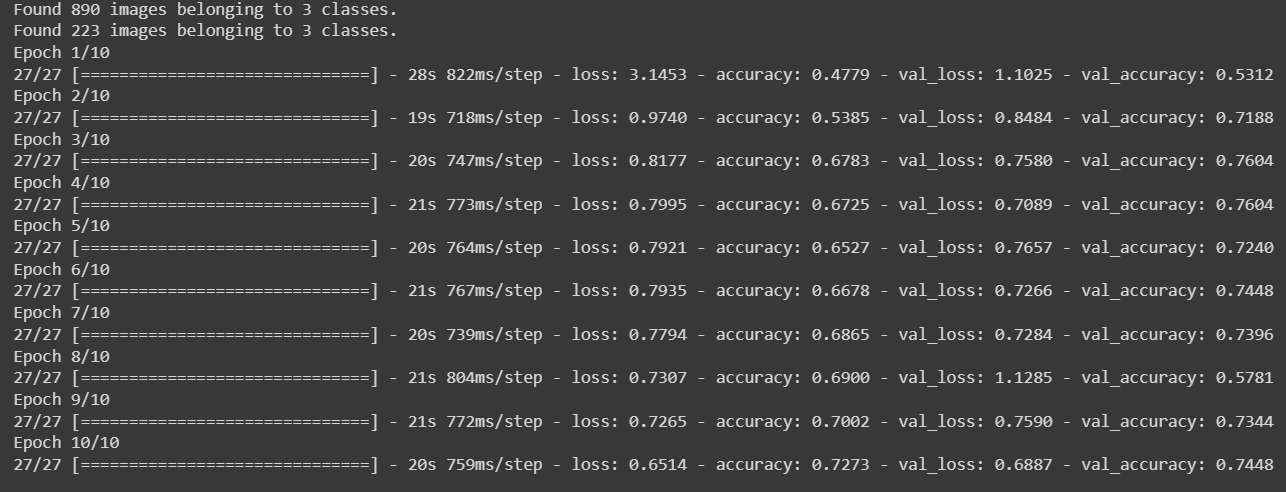 Found 890 images belonging to 3 classes.
Found 223 images belonging to 3 classes.
Epoch 1/10
27/27 [==============================] - 28s 822ms/step - loss: 3.1453 - accuracy: 0.4779 - val_loss: 1.1025 - val_accuracy: 0.5312
Epoch 2/10
27/27 [==============================] - 19s 718ms/step - loss: 0.9740 - accuracy: 0.5385 - val_loss: 0.8484 - val_accuracy: 0.7188
Epoch 3/10
27/27 [==============================] - 20s 747ms/step - loss: 0.8177 - accuracy: 0.6783 - val_loss: 0.7580 - val_accuracy: 0.7604
Epoch 4/10
27/27 [==============================] - 21s 773ms/step - loss: 0.7995 - accuracy: 0.6725 - val_loss: 0.7089 - val_accuracy: 0.7604
Epoch 5/10
27/27 [==============================] - 20s 764ms/step - loss: 0.7921 - accuracy: 0.6527 - val_loss: 0.7657 - val_accuracy: 0.7240
Epoch 6/10
27/27 [==============================] - 21s 767ms/step - loss: 0.7935 - accuracy: 0.6678 - val_loss: 0.7266 - val_accuracy: 0.7448
Epoch 7/10
27/27 [==============================] - 20s 739ms/step - loss: 0.7794 - accuracy: 0.6865 - val_loss: 0.7284 - val_accuracy: 0.7396
Epoch 8/10
27/27 [==============================] - 21s 804ms/step - loss: 0.7307 - accuracy: 0.6900 - val_loss: 1.1285 - val_accuracy: 0.5781
Epoch 9/10
27/27 [==============================] - 21s 772ms/step - loss: 0.7265 - accuracy: 0.7002 - val_loss: 0.7590 - val_accuracy: 0.7344
Epoch 10/10
27/27 [==============================] - 20s 759ms/step - loss: 0.6514 - accuracy: 0.7273 - val_loss: 0.6887 - val_accuracy: 0.7448